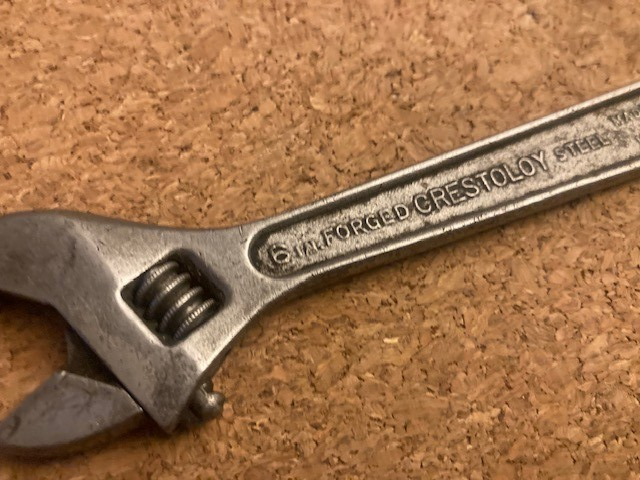 6 IN. FORGED CRESTOLOY STEEL